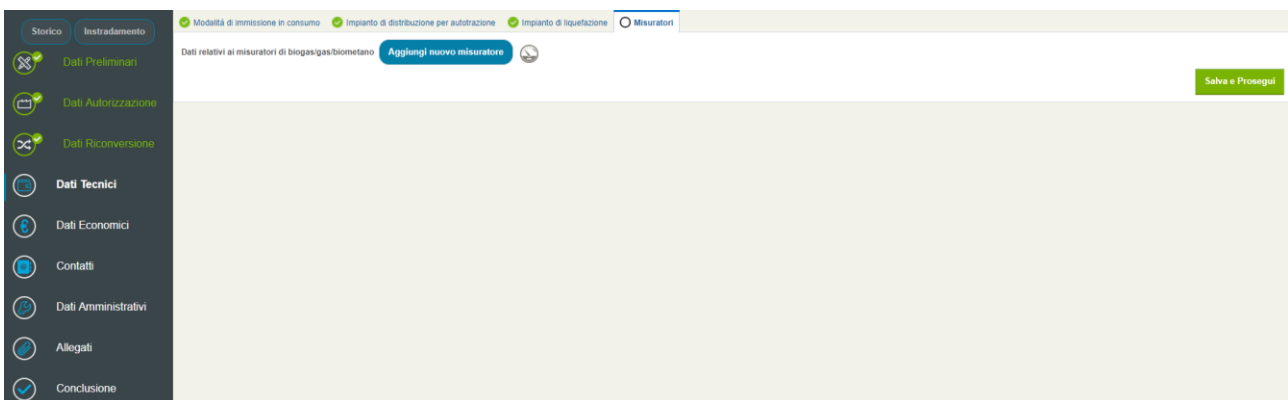 Storico Instradamento
Dati Preliminari
Dati Autorizzazione
Dati Riconversione
Dati Tecnici
Dati Economici
Contatti
Dati Amministrativi
Allegati
Conclusione
Modalità di immissione in consumo Impianto di distribuzione per autotrazione Impianto di liquefazione Misuratori
Dati relativi ai misuratori di biogas/gas/biometano Aggiungi nuovo misuratore
Salva e Prosegui